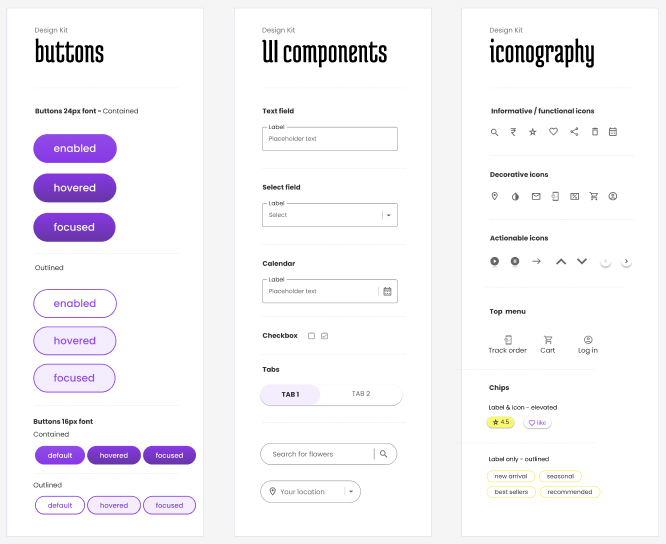 Design Kit
buttons
Buttons 24px font - Contained
enabled
hovered
focused
Outlined
enabled
hovered
focused
Buttons 16px font
Contained
default
hovered
focused
Outlined
default
hovered
focused
Design Kit
UI components
Text field
Label
Placeholder text
Select field
Label
Select
Calendar
Label
Placeholder text
Checkbox
Tabs
TAB 1
TAB 2
Search for flowers
Your location
Design Kit
iconography
Informative / functional icons
Decorative icons
Actionable icons
Top menu
Track order
Cart
Log in
Chips
Label & icon - elevated
4.5
like
Label only - outlined
new arrival
seasonal
best sellers
recommended